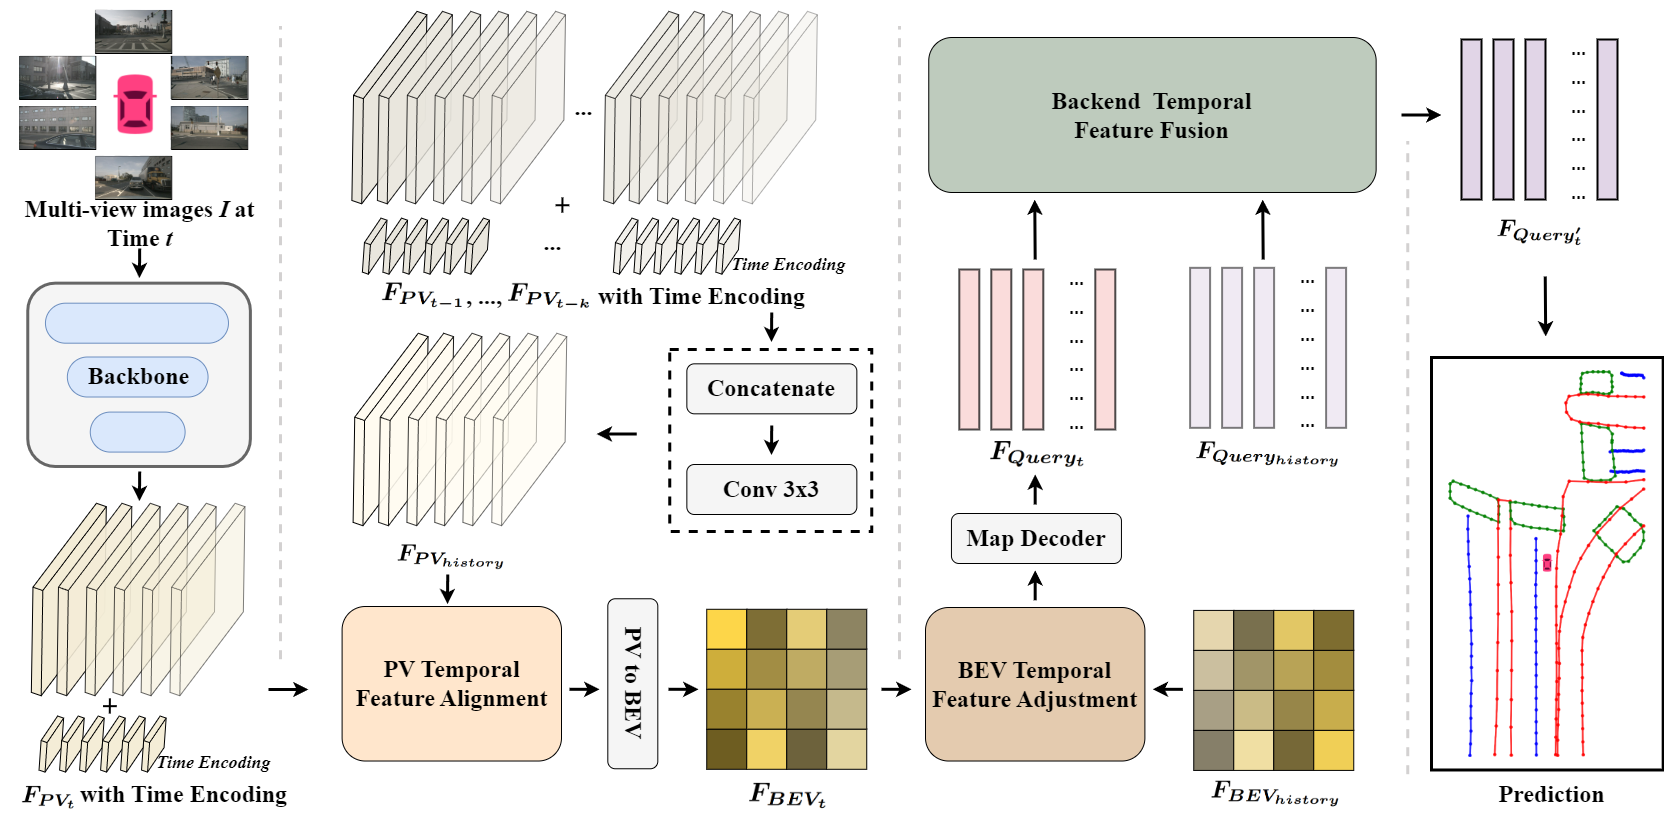 Multi-view images I at
Time t
Backbone
+
Time Encoding
F_{PV_t} with Time Encoding
...
+
...
Time Encoding
F_{PV_{t-1}}, ..., F_{PV_{t-k}} with Time Encoding
Concatenate
Conv 3x3
F_{PV_{history}}
PV Temporal
Feature Alignment
PV to BEV
F_{BEV_t}
Backend Temporal
Feature Fusion
F_{Query_t}
F_{Query_{history}}
Map Decoder
BEV Temporal
Feature Adjustment
F_{BEV_{history}}
F_{Query'_t}
Prediction